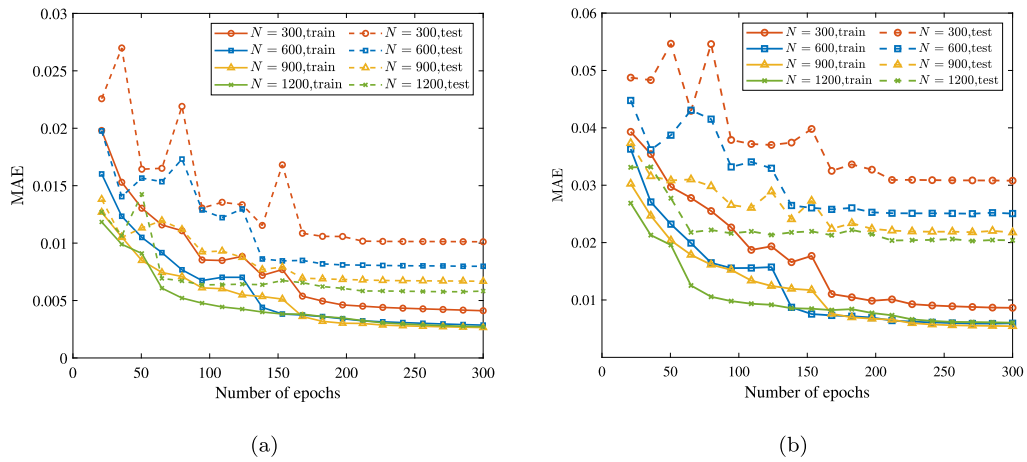 0.03
0.025
0.02
0.015
0.01
0.005
0
MAE
0 50 100 150 200 250 300
Number of epochs
N = 300,train N = 300,test
N = 600,train N = 600,test
N = 900,train N = 900,test
N = 1200,train N = 1200,test
(a)
0.06
0.05
0.04
0.03
0.02
0.01
MAE
0 50 100 150 200 250 300
Number of epochs
N = 300,train N = 300,test
N = 600,train N = 600,test
N = 900,train N = 900,test
N = 1200,train N = 1200,test
(b)